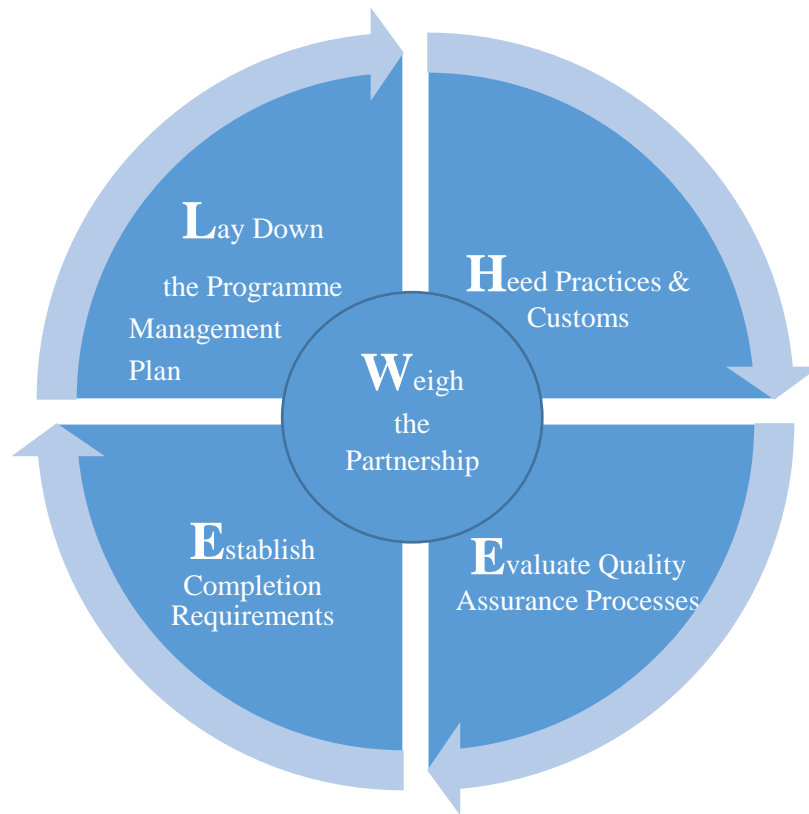 Lay Down
the Programme
Management
Plan
Heed Practices &
Customs
Weigh
the
Partnership
Establish
Completion
Requirements
Evaluate Quality
Assurance Processes